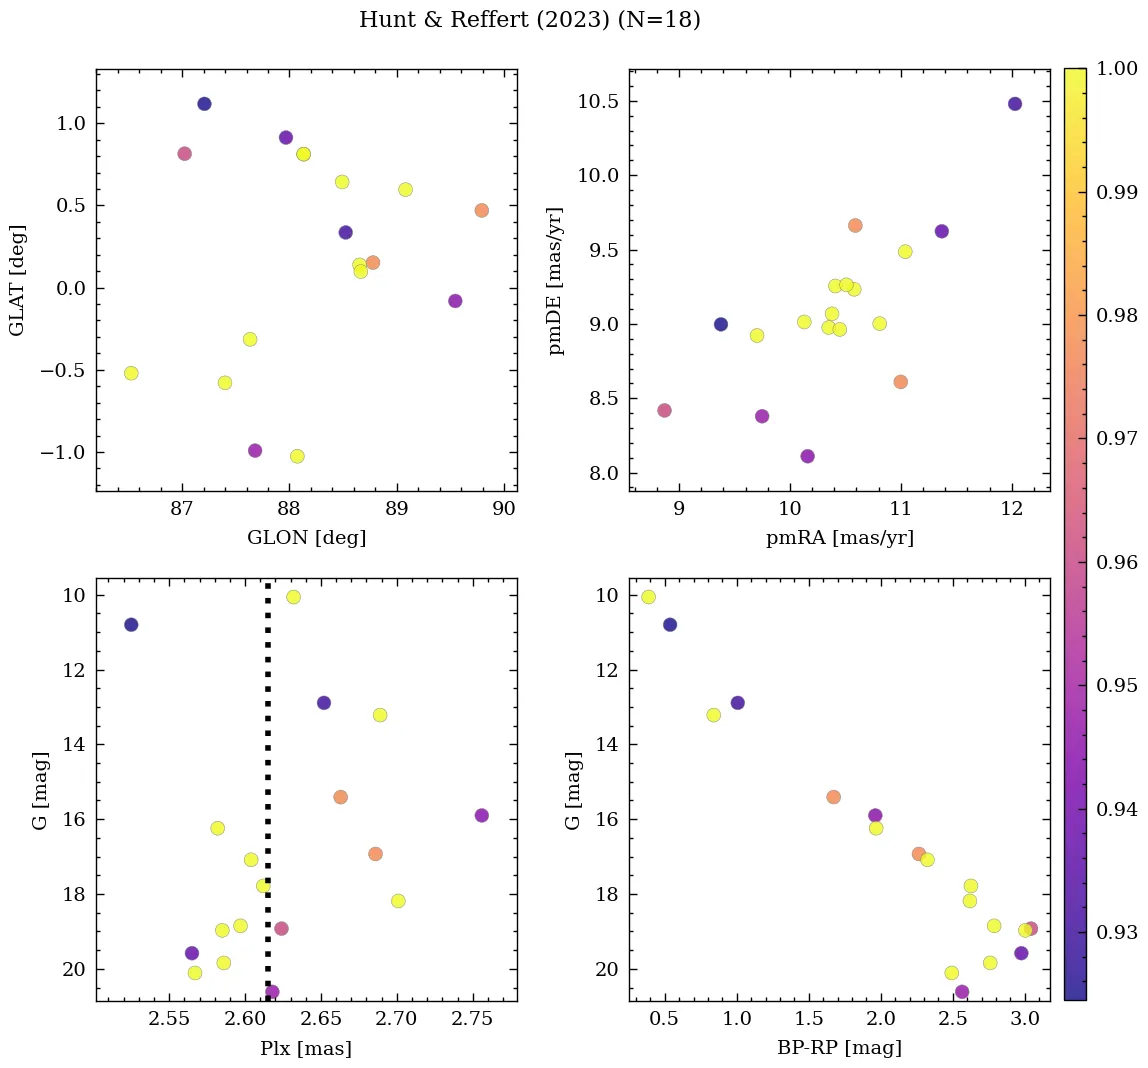 Hunt & Reffert (2023) (N=18)
1.0
0.5
0.0
−0.5
−1.0
GLAT [deg]
87 88 89 90
GLON [deg]
10.5
10.0
9.5
9.0
8.5
8.0
pmDE [mas/yr]
9 10 11 12
pmRA [mas/yr]
1.00
0.99
0.98
0.97
0.96
0.95
0.94
0.93
10
12
14
16
18
20
G [mag]
2.55 2.60 2.65 2.70 2.75
Plx [mas]
10
12
14
16
18
20
G [mag]
0.5 1.0 1.5 2.0 2.5 3.0
BP-RP [mag]